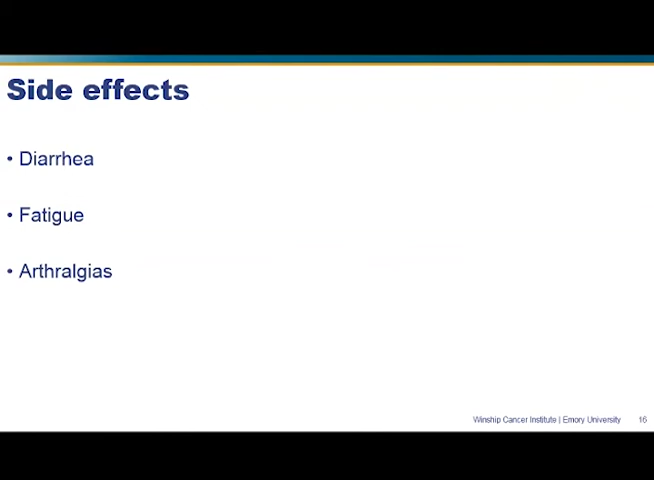 Side effects
• Diarrhea
• Fatigue
• Arthralgias
Winship Cancer Institute | Emory University 16